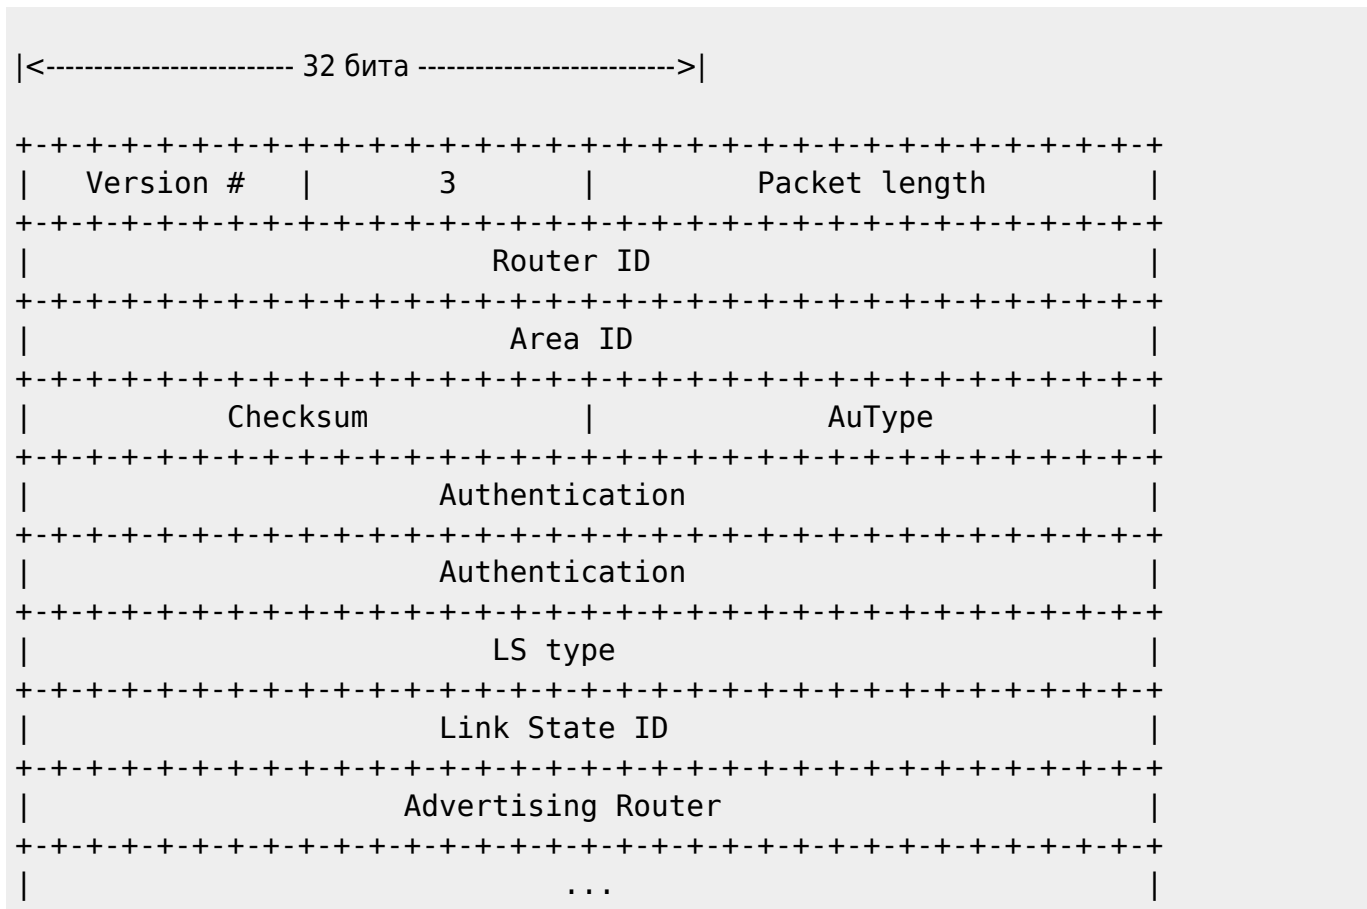 |<-------------------------- 32 бита --------------------------->|
+-+-+-+-+-+-+-+-+-+-+-+-+-+-+-+-+-+-+-+-+-+-+-+-+-+-+-+-+-+-+-+-+
|   Version #   |       3       |         Packet length         |
+-+-+-+-+-+-+-+-+-+-+-+-+-+-+-+-+-+-+-+-+-+-+-+-+-+-+-+-+-+-+-+-+
|                          Router ID                            |
+-+-+-+-+-+-+-+-+-+-+-+-+-+-+-+-+-+-+-+-+-+-+-+-+-+-+-+-+-+-+-+-+
|                           Area ID                             |
+-+-+-+-+-+-+-+-+-+-+-+-+-+-+-+-+-+-+-+-+-+-+-+-+-+-+-+-+-+-+-+-+
|           Checksum            |             AuType            |
+-+-+-+-+-+-+-+-+-+-+-+-+-+-+-+-+-+-+-+-+-+-+-+-+-+-+-+-+-+-+-+-+
|                       Authentication                          |
+-+-+-+-+-+-+-+-+-+-+-+-+-+-+-+-+-+-+-+-+-+-+-+-+-+-+-+-+-+-+-+-+
|                       Authentication                          |
+-+-+-+-+-+-+-+-+-+-+-+-+-+-+-+-+-+-+-+-+-+-+-+-+-+-+-+-+-+-+-+-+
|                          LS type                              |
+-+-+-+-+-+-+-+-+-+-+-+-+-+-+-+-+-+-+-+-+-+-+-+-+-+-+-+-+-+-+-+-+
|                       Link State ID                           |
+-+-+-+-+-+-+-+-+-+-+-+-+-+-+-+-+-+-+-+-+-+-+-+-+-+-+-+-+-+-+-+-+
|                     Advertising Router                        |
+-+-+-+-+-+-+-+-+-+-+-+-+-+-+-+-+-+-+-+-+-+-+-+-+-+-+-+-+-+-+-+-+
|                              ...                              |